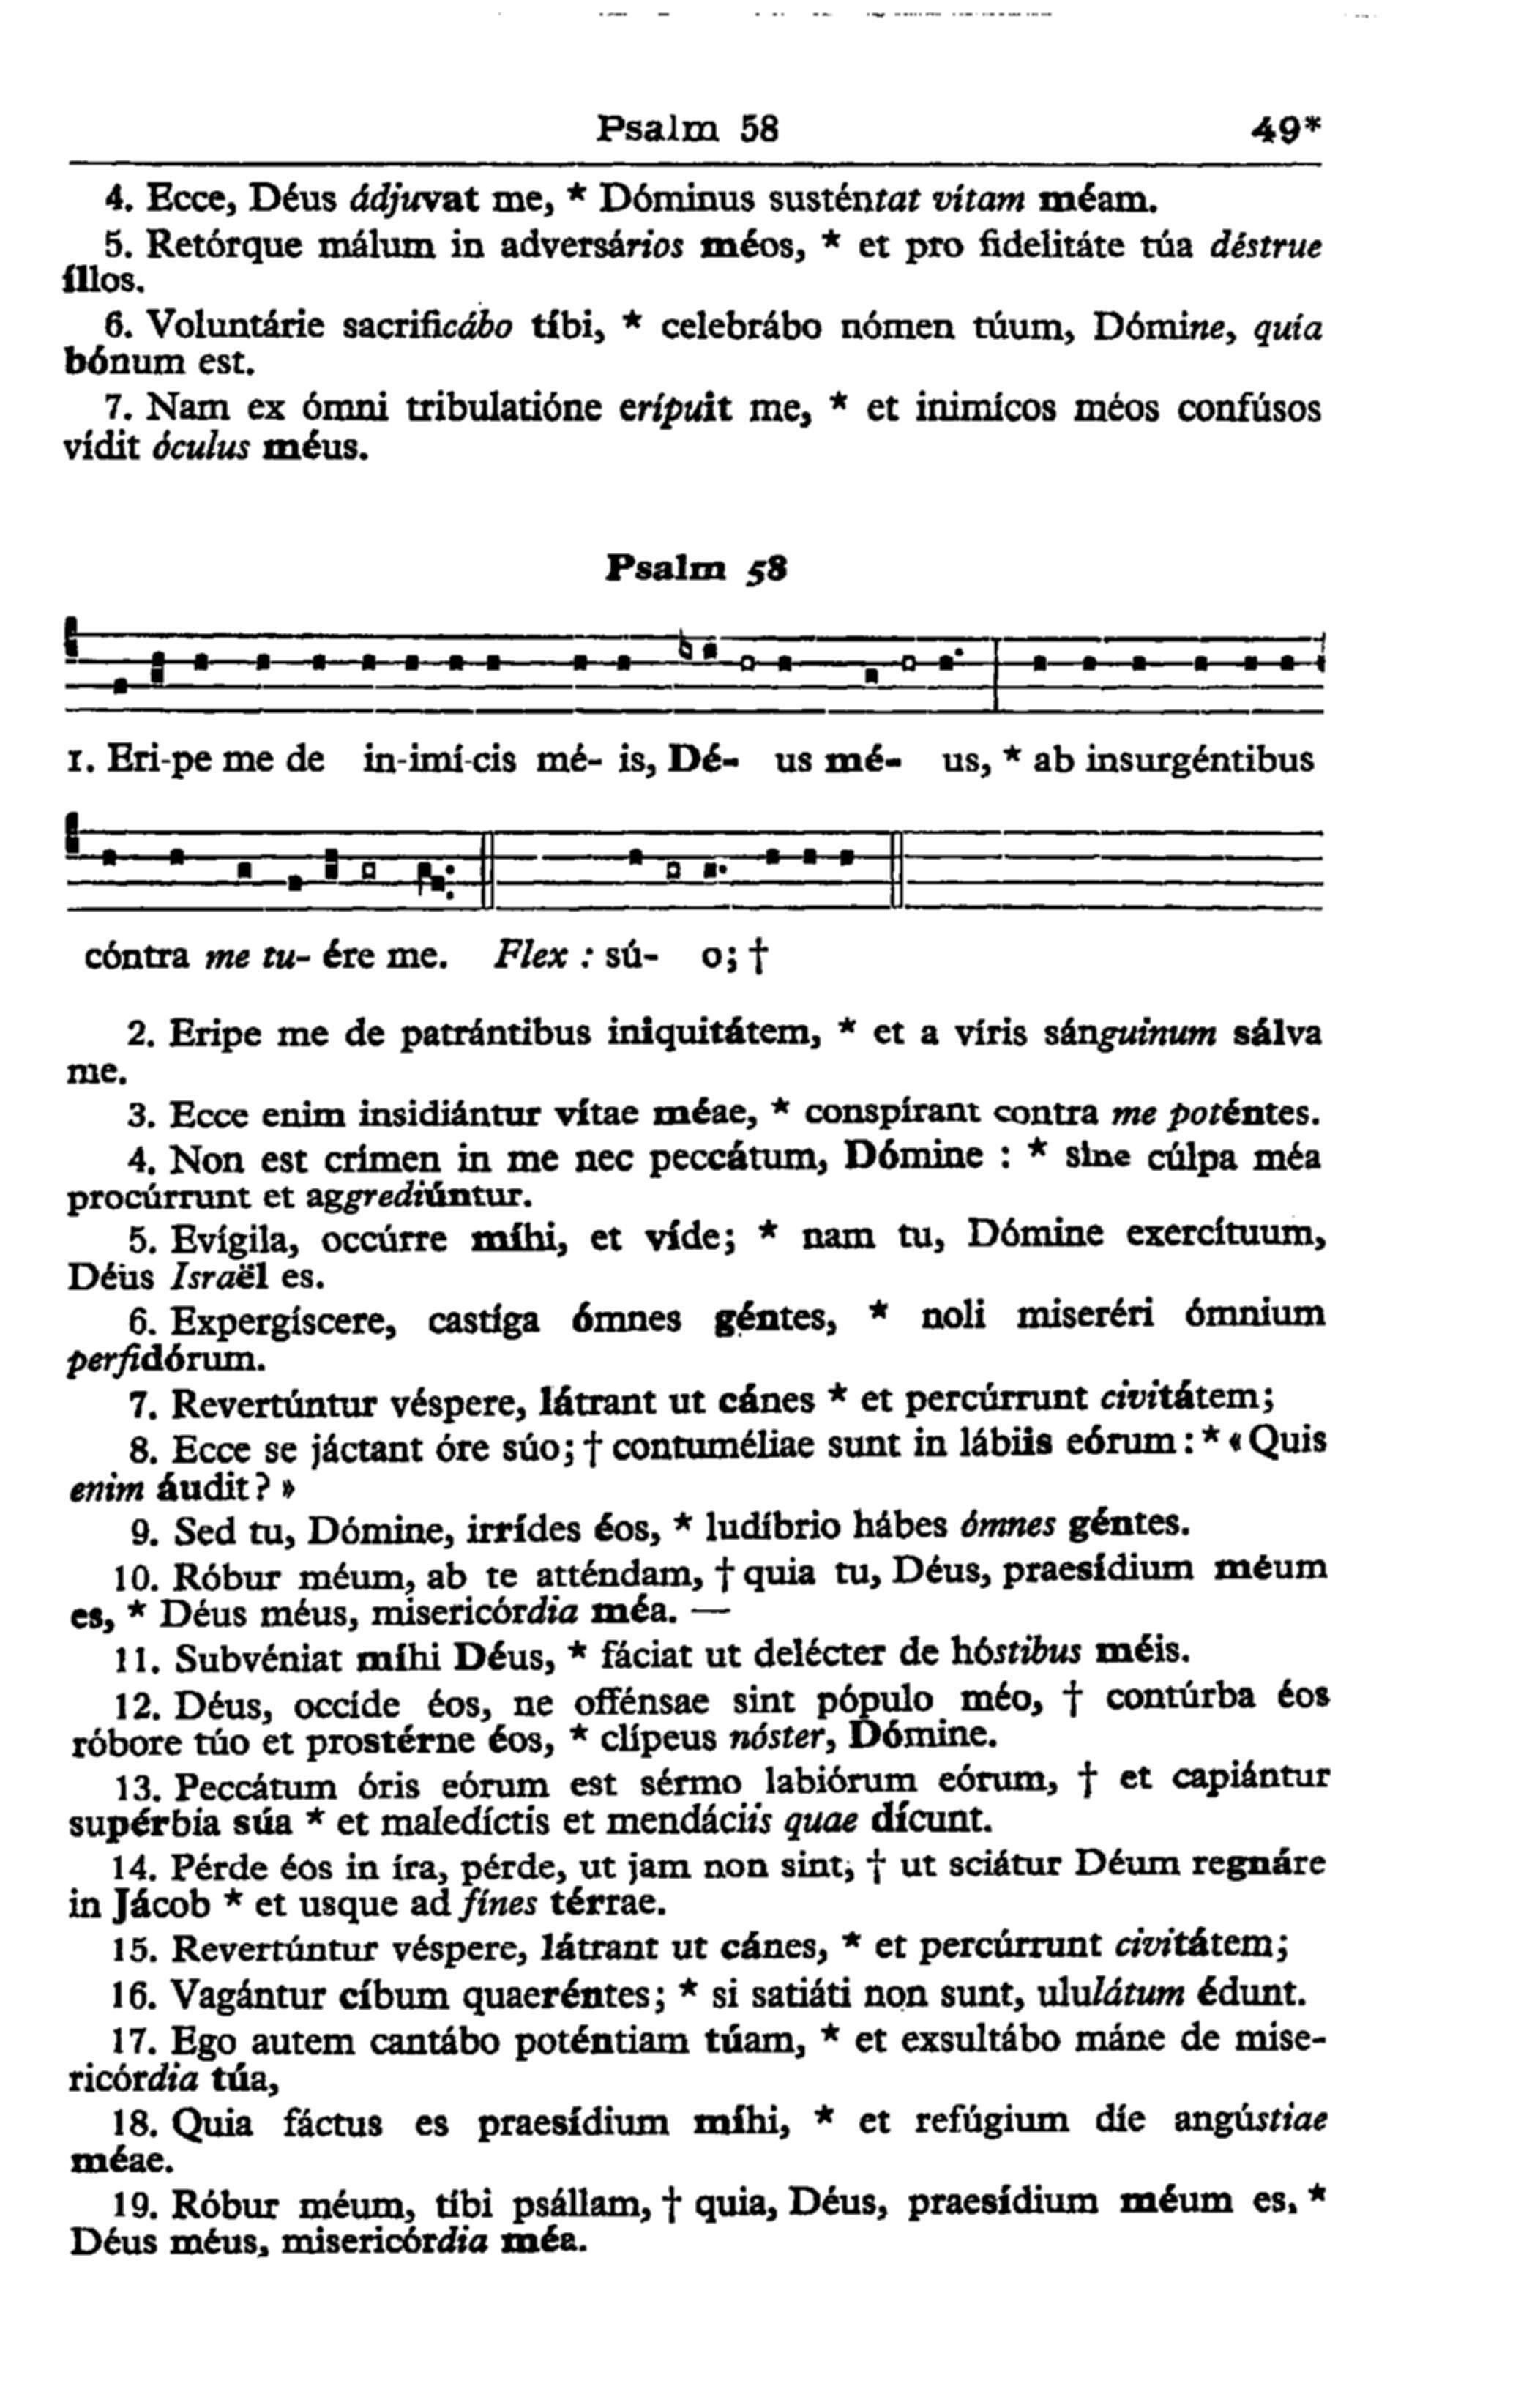 Psalm 58 49*
4. Ecce, Déus ádjuvat me, * Dóminus susténtat vítam méam.
5. Retórque málum in adversários méos, * et pro fidelitáte túa déstrue
íllos.
6. Voluntárie sacrificábo tíbi, * celebrábo nómen túum, Dómine, quía
bónum est.
7. Nam ex ómni tribulatióne erípuit me, * et inimícos méos confúsos
vídit óculus méus.
Psalm 58
1. Eri-pe me de in-imí-cis mé- is, Dé- us mé- us, * ab insurgéntibus
cóntra me tu- ére me. Flex : sú- o; †
2. Eripe me de patrántibus iniquitátem, * et a víris sánguinum sálva
me.
3. Ecce enim insidiántur vítae méae, * conspírant contra me poténtes.
4. Non est crímen in me nec peccátum, Dómine : * sine cúlpa méa
procúrrunt et aggrediúntur.
5. Evígila, occúrre míhi, et víde; * nam tu, Dómine exercítuum,
Déus Israël es.
6. Expergíscere, castíga ómnes géntes, * noli miseréri ómnium
perfidórum.
7. Revertúntur véspere, látrant ut cánes * et percúrrunt civitátem;
8. Ecce se jáctant óre súo; † contuméliae sunt in lábiis eórum : * « Quis
enim áudit ? »
9. Sed tu, Dómine, irrídes éos, * ludíbrio hábes ómnes géntes.
10. Róbur méum, ab te atténdam, † quia tu, Déus, praesídium méum
es, * Déus méus, misericórdia méa. —
11. Subvéniat míhi Déus, * fáciat ut delécter de hóstibus méis.
12. Déus, occíde éos, ne offénsae sint pópulo méo, † contúrba éos
róbore túo et prostérne éos, * clípeus nóster, Dómine.
13. Peccátum óris eórum est sérmo labiórum eórum, † et capiántur
supérbia súa * et maledíctis et mendáciis quae dícunt.
14. Pérde éos in íra, pérde, ut jam non sint, † ut sciátur Déum regnáre
in Jácob * et usque ad fínes térrae.
15. Revertúntur véspere, látrant ut cánes, * et percúrrunt civitátem;
16. Vagántur cíbum quaeréntes; * si satiáti non sunt, ululátum édunt.
17. Ego autem cantábo poténtiam túam, * et exsultábo máne de mise-
ricórdia túa,
18. Quia fáctus es praesídium míhi, * et refúgium díe angústiae
méae.
19. Róbur méum, tíbi psállam, † quia, Déus, praesídium méum es, *
Déus méus, misericórdia méa.